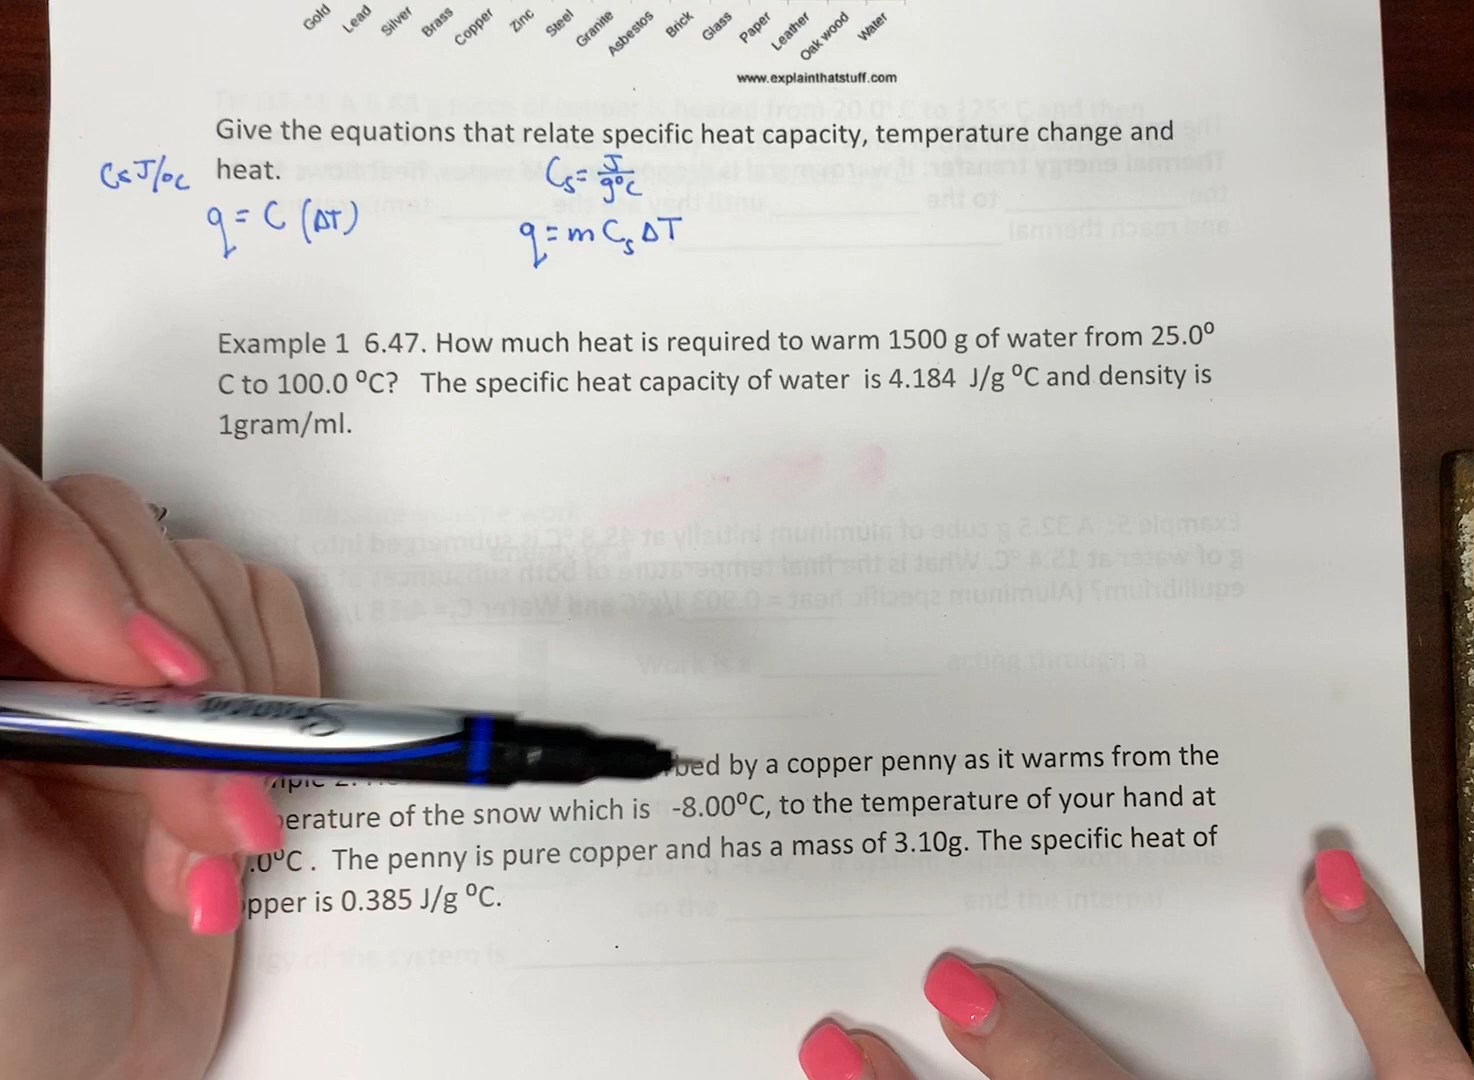 Gold Lead Silver Brass Copper Zinc Steel Granite Asbestos Brick Glass Paper Leather Oak wood Water
www.explainthatstuff.com
Give the equations that relate specific heat capacity, temperature change and
heat.
Cs J/°C
Cs = J/g°C
q = C (ΔT)
q = m Cs ΔT
Example 1 6.47. How much heat is required to warm 1500 g of water from 25.0⁰
C to 100.0 ⁰C? The specific heat capacity of water is 4.184 J/g ⁰C and density is
1gram/ml.
bed by a copper penny as it warms from the
erature of the snow which is -8.00⁰C, to the temperature of your hand at
.0⁰C . The penny is pure copper and has a mass of 3.10g. The specific heat of
pper is 0.385 J/g ⁰C.